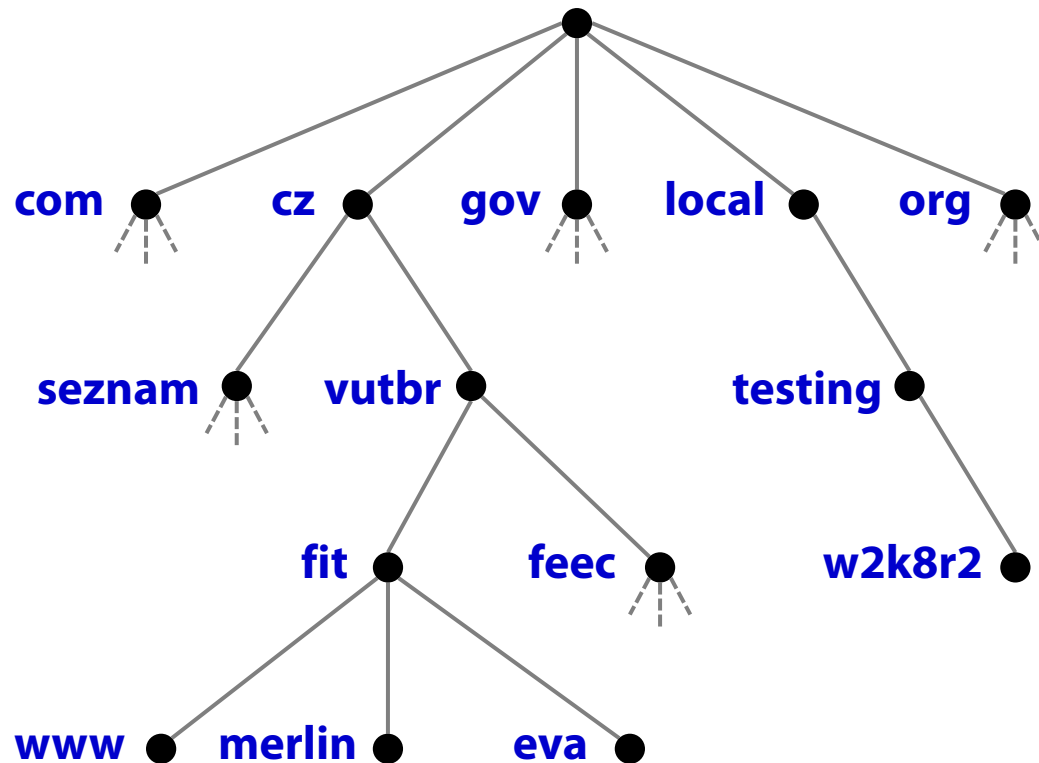 com cz gov local org
seznam vutbr testing
fit feec w2k8r2
www merlin eva